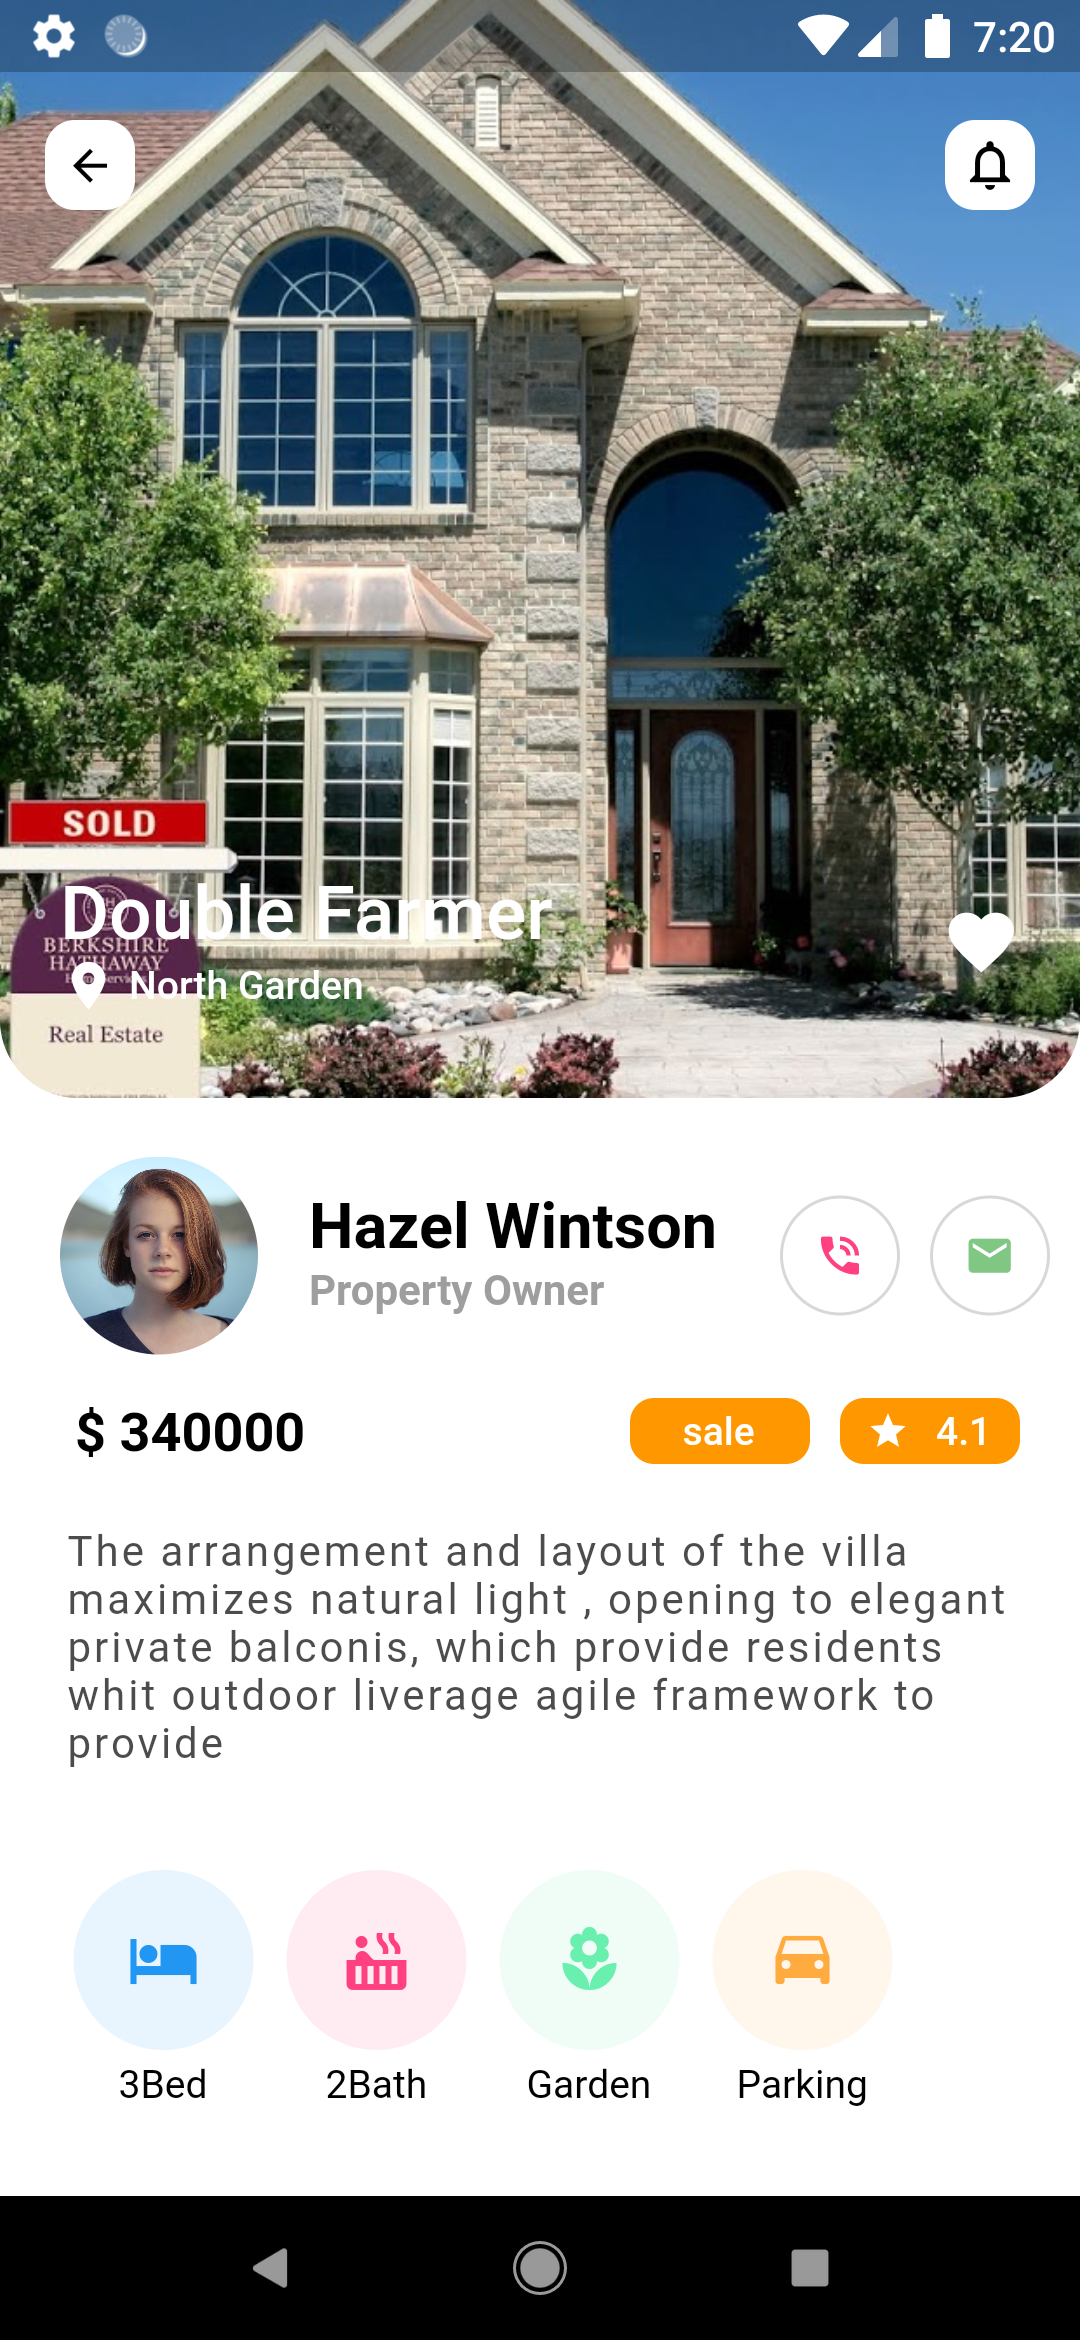 7:20
SOLD
Double Farmer
BERKSHIRE
HATHAWAY
North Garden
Real Estate
Hazel Wintson
Property Owner
$ 340000
sale
4.1
The arrangement and layout of the villa
maximizes natural light , opening to elegant
private balconis, which provide residents
whit outdoor liverage agile framework to
provide
3Bed
2Bath
Garden
Parking